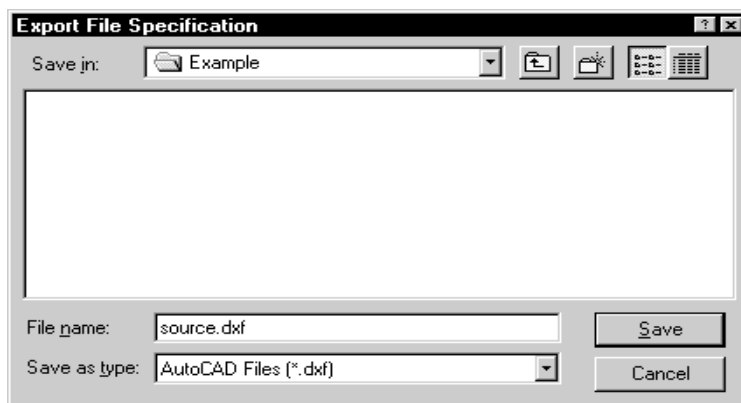 Export File Specification
Save in: Example
File name: source.dxf
Save
Save as type: AutoCAD Files (*.dxf)
Cancel